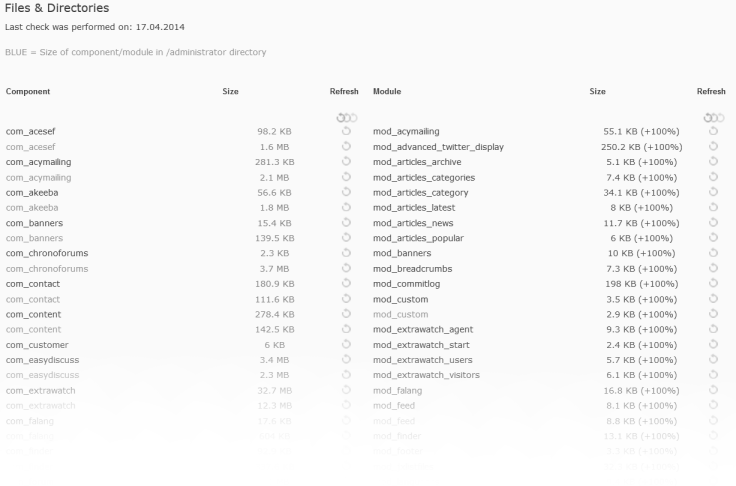 Files & Directories
Last check was performed on: 17.04.2014
BLUE = Size of component/module in /administrator directory
Component Size Refresh Module Size Refresh
com_acesef 98.2 KB mod_acymailing 55.1 KB (+100%)
com_acesef 1.6 MB mod_advanced_twitter_display 250.2 KB (+100%)
com_acymailing 281.3 KB mod_articles_archive 5.1 KB (+100%)
com_acymailing 2.1 MB mod_articles_categories 7.4 KB (+100%)
com_akeeba 56.6 KB mod_articles_category 34.1 KB (+100%)
com_akeeba 1.8 MB mod_articles_latest 8 KB (+100%)
com_banners 15.4 KB mod_articles_news 11.7 KB (+100%)
com_banners 139.5 KB mod_articles_popular 6 KB (+100%)
com_chronoforums 2.3 KB mod_banners 10 KB (+100%)
com_chronoforums 3.7 MB mod_breadcrumbs 7.3 KB (+100%)
com_contact 180.9 KB mod_commitlog 198 KB (+100%)
com_contact 111.6 KB mod_custom 3.5 KB (+100%)
com_content 278.4 KB mod_custom 2.9 KB (+100%)
com_content 142.5 KB mod_extrawatch_agent 9.3 KB (+100%)
com_customer 6 KB mod_extrawatch_start 2.4 KB (+100%)
com_easydiscuss 3.4 MB mod_extrawatch_users 5.7 KB (+100%)
com_easydiscuss 2.3 MB mod_extrawatch_visitors 6.1 KB (+100%)
com_extrawatch 32.7 MB mod_falang 16.8 KB (+100%)
com_extrawatch 12.3 MB mod_feed 8.1 KB (+100%)
com_falang 17.6 KB mod_feed 8.8 KB (+100%)
mod_finder 13.1 KB (+100%)